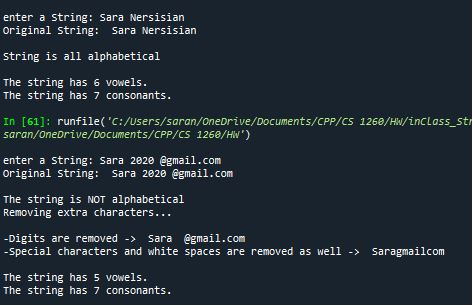 enter a String: Sara Nersisian
Original String:  Sara Nersisian
String is all alphabetical
The string has 6 vowels.
The string has 7 consonants.
In [61]: runfile('C:/Users/saran/OneDrive/Documents/CPP/CS 1260/HW/inClass_Str
saran/OneDrive/Documents/CPP/CS 1260/HW')
enter a String: Sara 2020 @gmail.com
Original String:  Sara 2020 @gmail.com
The string is NOT alphabetical
Removing extra characters...
-Digits are removed ->  Sara  @gmail.com
-Special characters and white spaces are removed as well ->  Saragmailcom
The string has 5 vowels.
The string has 7 consonants.